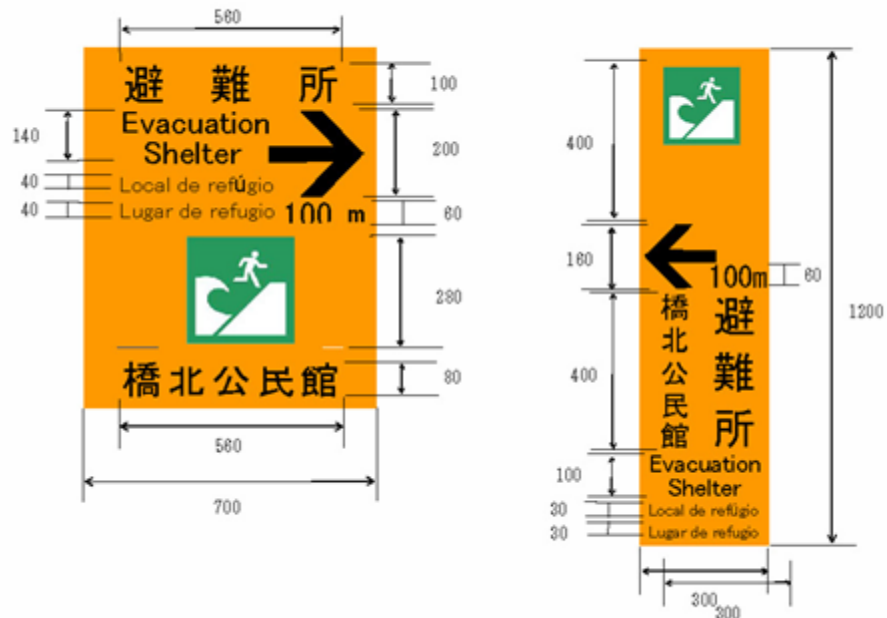 560
避難所
Evacuation
Shelter
Local de refúgio
Lugar de refugio
100 m
橋北公民館
140
40
40
100
200
60
280
80
560
700
400
160
400
100
30
30
100m
避難所
橋北公民館
Evacuation
Shelter
Local de refúgio
Lugar de refugio
60
1200
300
300